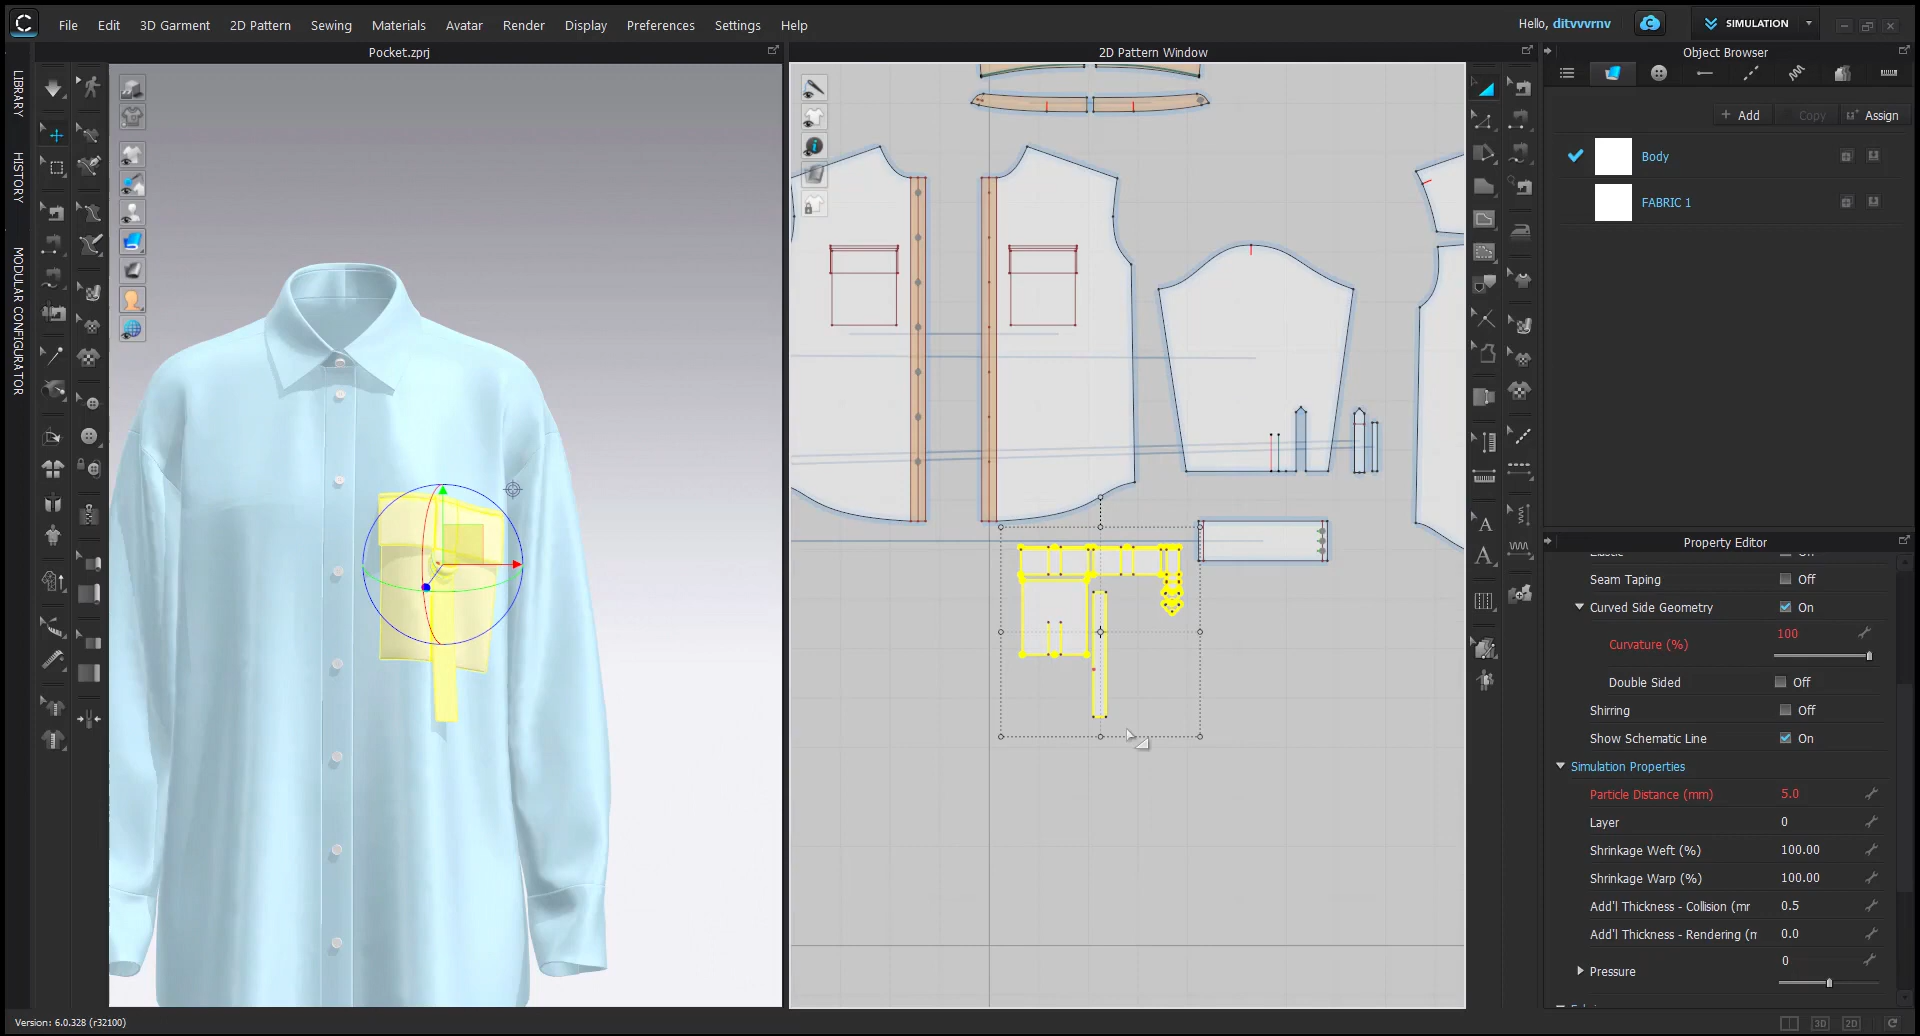 File Edit 3D Garment 2D Pattern Sewing Materials Avatar Render Display Preferences Settings Help
Hello, ditvvvrnv
SIMULATION
Pocket.zprj
2D Pattern Window
Object Browser
LIBRARY
HISTORY
MODULAR CONFIGURATOR
+ Add Copy Assign
Body
FABRIC 1
Property Editor
Seam Taping Off
Curved Side Geometry On
Curvature (%) 100
Double Sided Off
Shirring Off
Show Schematic Line On
Simulation Properties
Particle Distance (mm) 5.0
Layer 0
Shrinkage Weft (%) 100.00
Shrinkage Warp (%) 100.00
Add'l Thickness - Collision (mr 0.5
Add'l Thickness - Rendering (n 0.0
Pressure 0
Version: 6.0.328 (r32100)
3D 2D